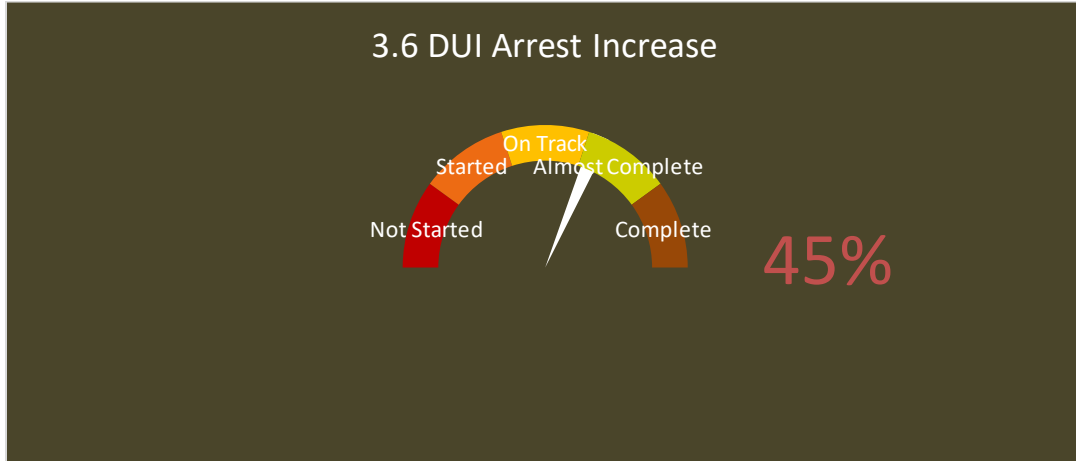 3.6 DUI Arrest Increase
On Track
Started
Almost Complete
Not Started
Complete
45%